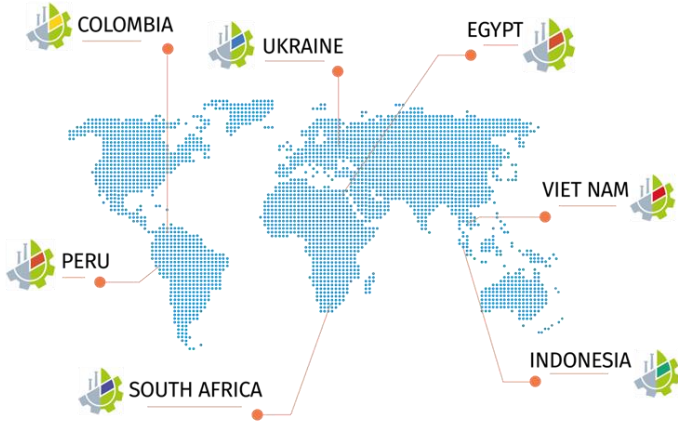 COLOMBIA
UKRAINE
EGYPT
VIET NAM
PERU
INDONESIA
SOUTH AFRICA